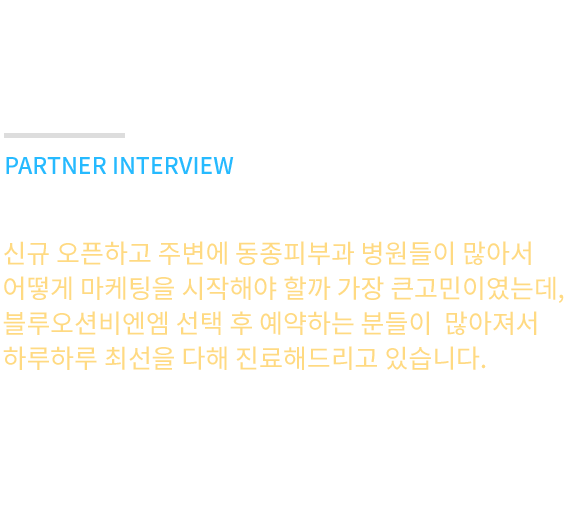 PARTNER INTERVIEW
신규 오픈하고 주변에 동종피부과 병원들이 많아서
어떻게 마케팅을 시작해야 할까 가장 큰고민이였는데,
블루오션비엔엠 선택 후 예약하는 분들이  많아져서
하루하루 최선을 다해 진료해드리고 있습니다.